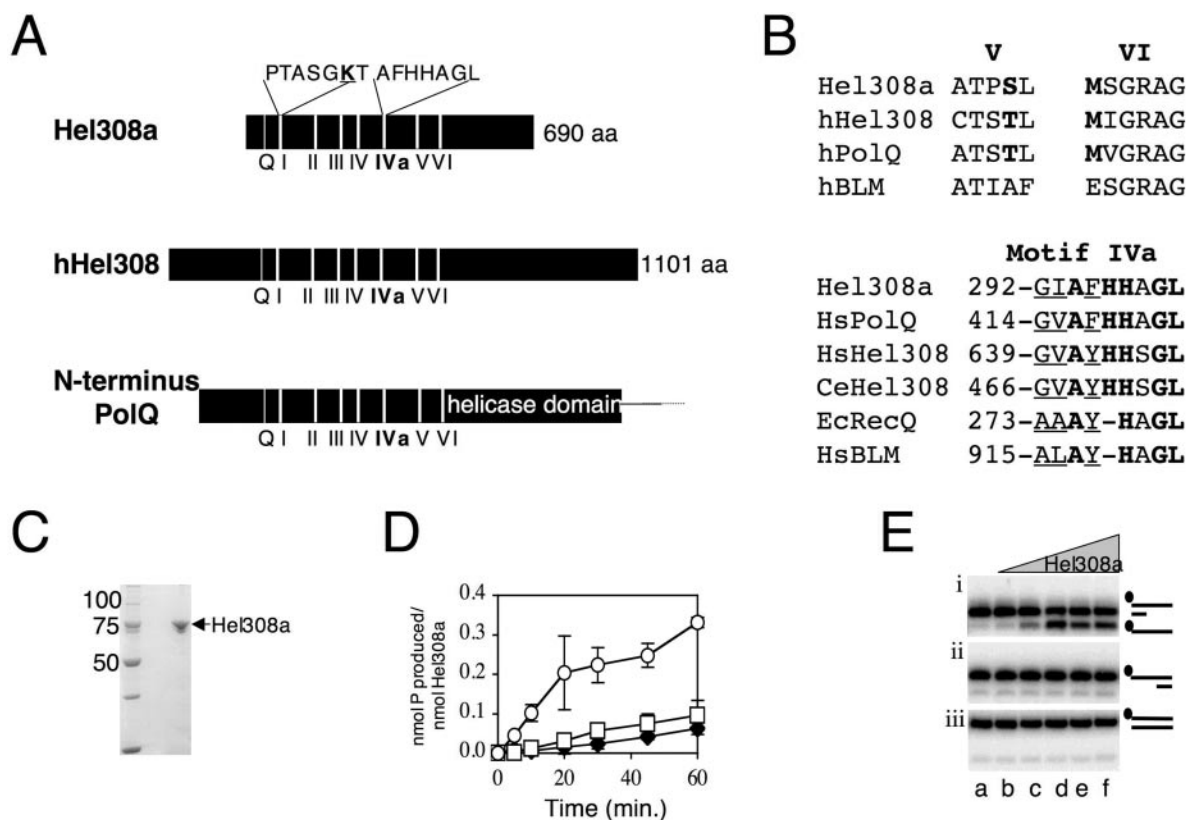 A
PTASGKT AFHHAGL
Hel308a
690 aa
Q I II III IV IVa V VI
hHel308
1101 aa
Q I II III IV IVa V VI
N-terminus
PolQ
helicase domain
Q I II III IV IVa V VI
B
V VI
Hel308a ATPSL MSGRAG
hHel308 CTSTL MIGRAG
hPolQ ATSTL MVGRAG
hBLM ATIAF ESGRAG
Motif IVa
Hel308a 292-GIAFHHAGL
HsPolQ 414-GVAFHHAGL
HsHel308 639-GVAYHHSGL
CeHel308 466-GVAYHHSGL
EcRecQ 273-AAAY-HAGL
HsBLM 915-ALAY-HAGL
C
100
75
50
Hel308a
D
nmol P produced/
nmol Hel308a
0.4
0.3
0.2
0.1
0.0
0 20 40 60
Time (min.)
E
Hel308a
i
ii
iii
a b c d e f